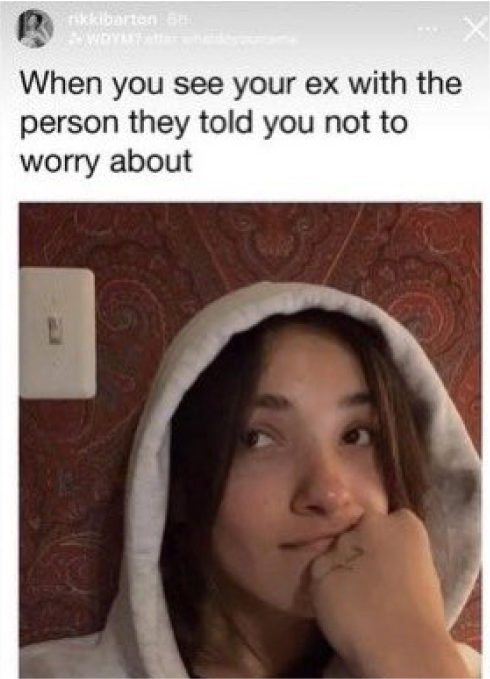 rikkibarton 6h
When you see your ex with the
person they told you not to
worry about